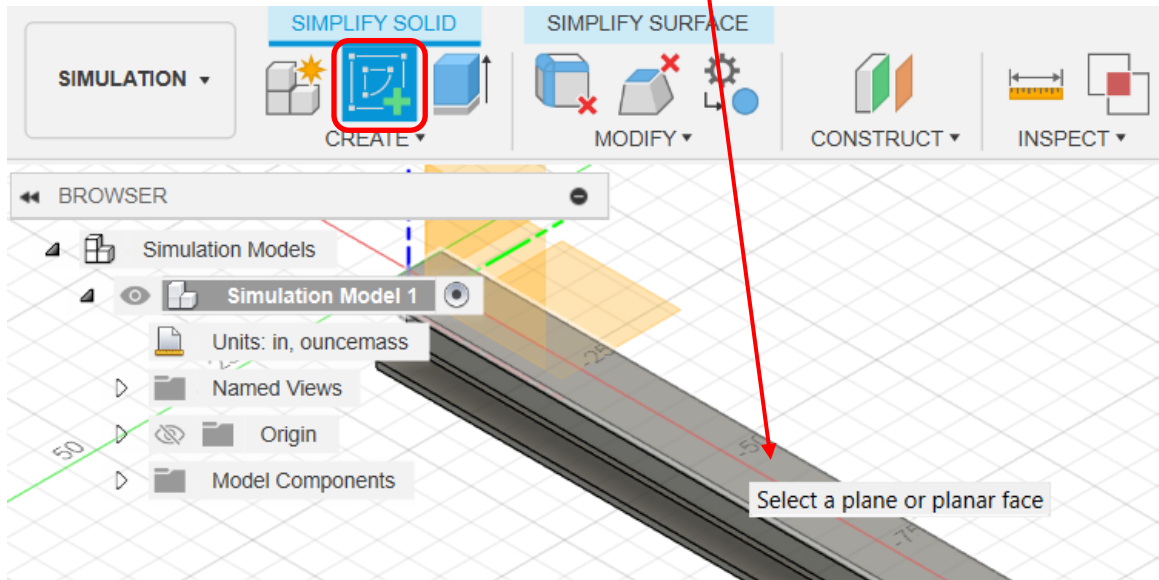 SIMPLIFY SOLID SIMPLIFY SURFACE
SIMULATION
CREATE MODIFY CONSTRUCT INSPECT
BROWSER
Simulation Models
Simulation Model 1
Units: in, ouncemass
-25
Named Views
Origin
50
-50
Model Components
Select a plane or planar face
-75